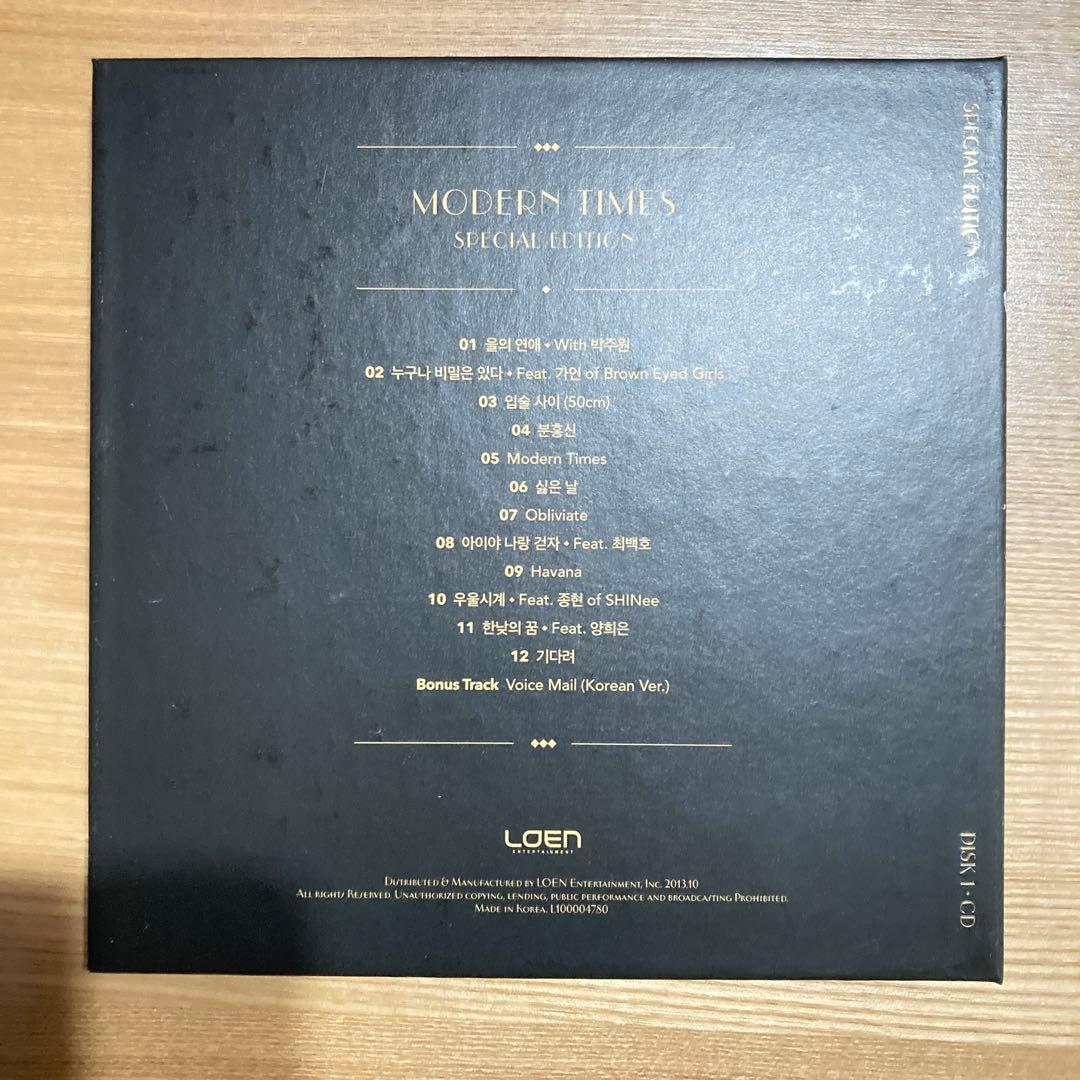 MODERN TIMES
SPECIAL EDITION
01 을의 연애 • With 박주원
02 누구나 비밀은 있다 • Feat. 가인 of Brown Eyed Girls
03 입술 사이 (50cm)
04 분홍신
05 Modern Times
06 싫은 날
07 Obliviate
08 아이야 나랑 걷자 • Feat. 최백호
09 Havana
10 우울시계 • Feat. 종현 of SHINee
11 한낮의 꿈 • Feat. 양희은
12 기다려
Bonus Track Voice Mail (Korean Ver.)
LOEN
ENTERTAINMENT
Distributed & Manufactured by LOEN Entertainment, Inc. 2013.10
All rights Reserved. Unauthorized copying, lending, public performance and broadcasting Prohibited.
Made in Korea. L100004780
SPECIAL EDITION
DISK 1 • CD